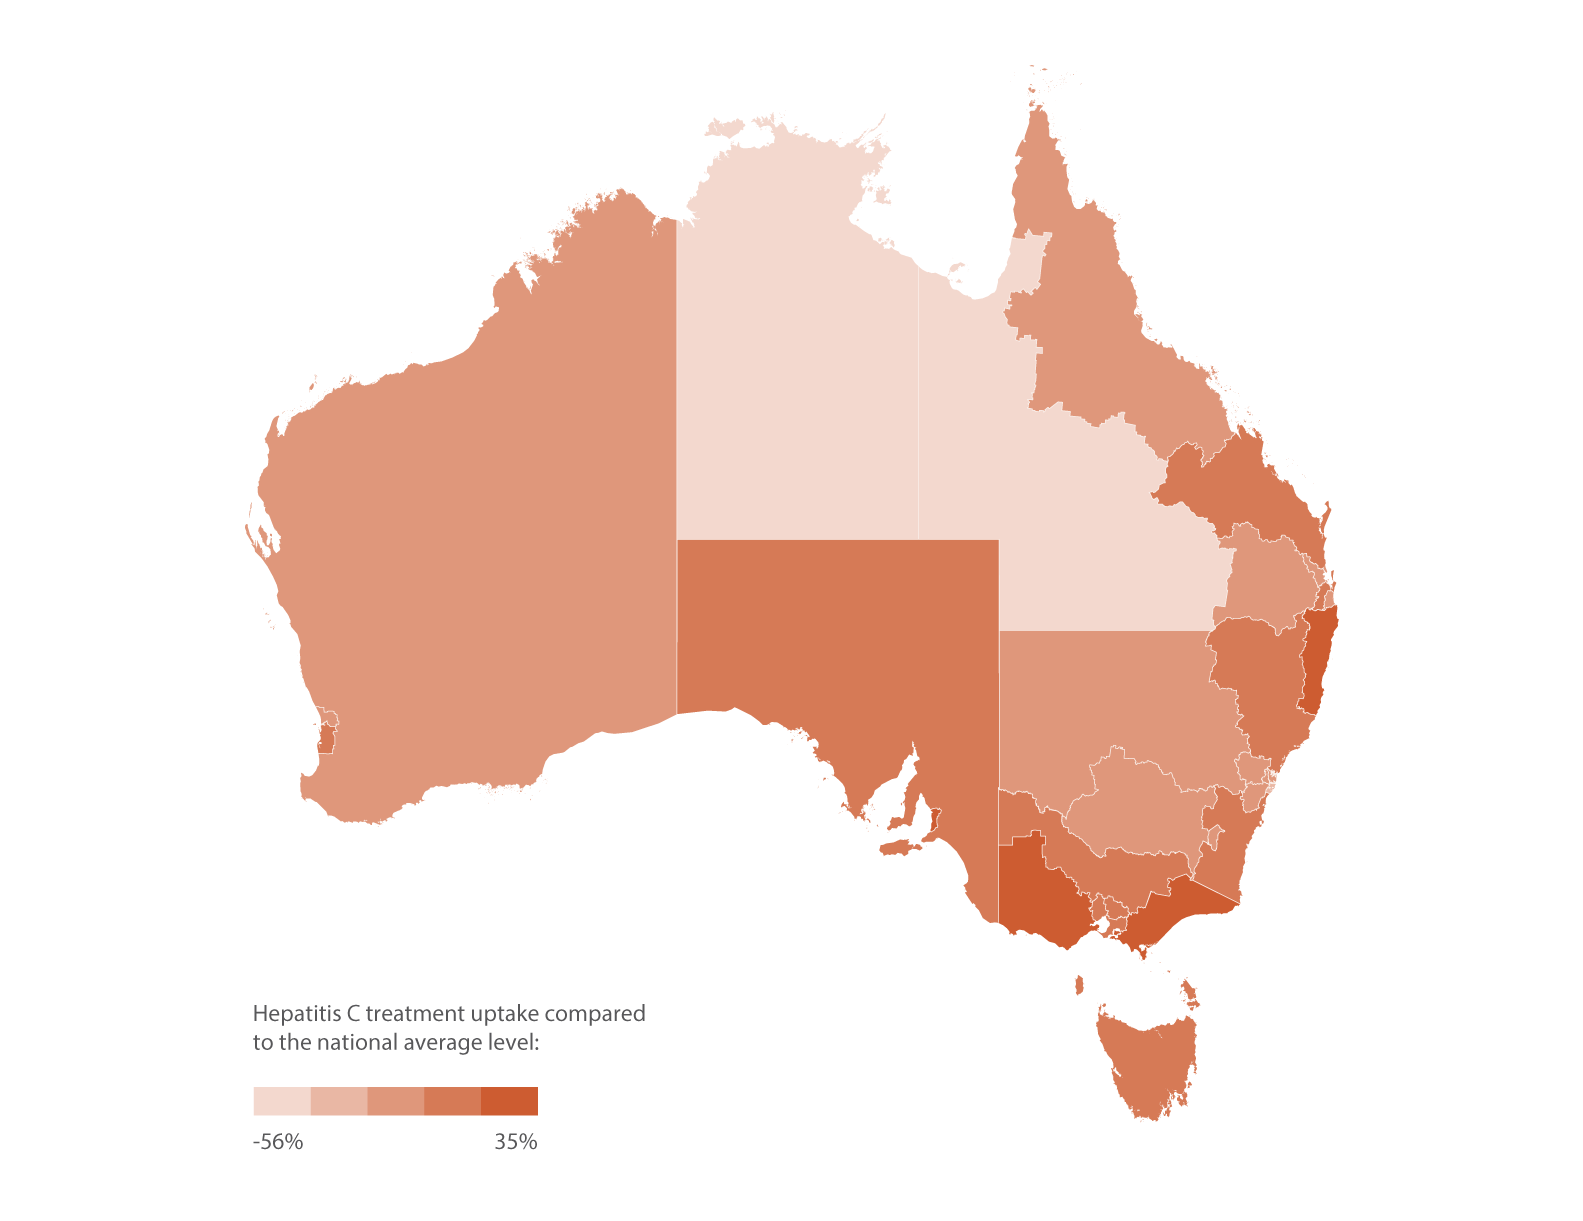 Hepatitis C treatment uptake compared
to the national average level:
-56% 35%